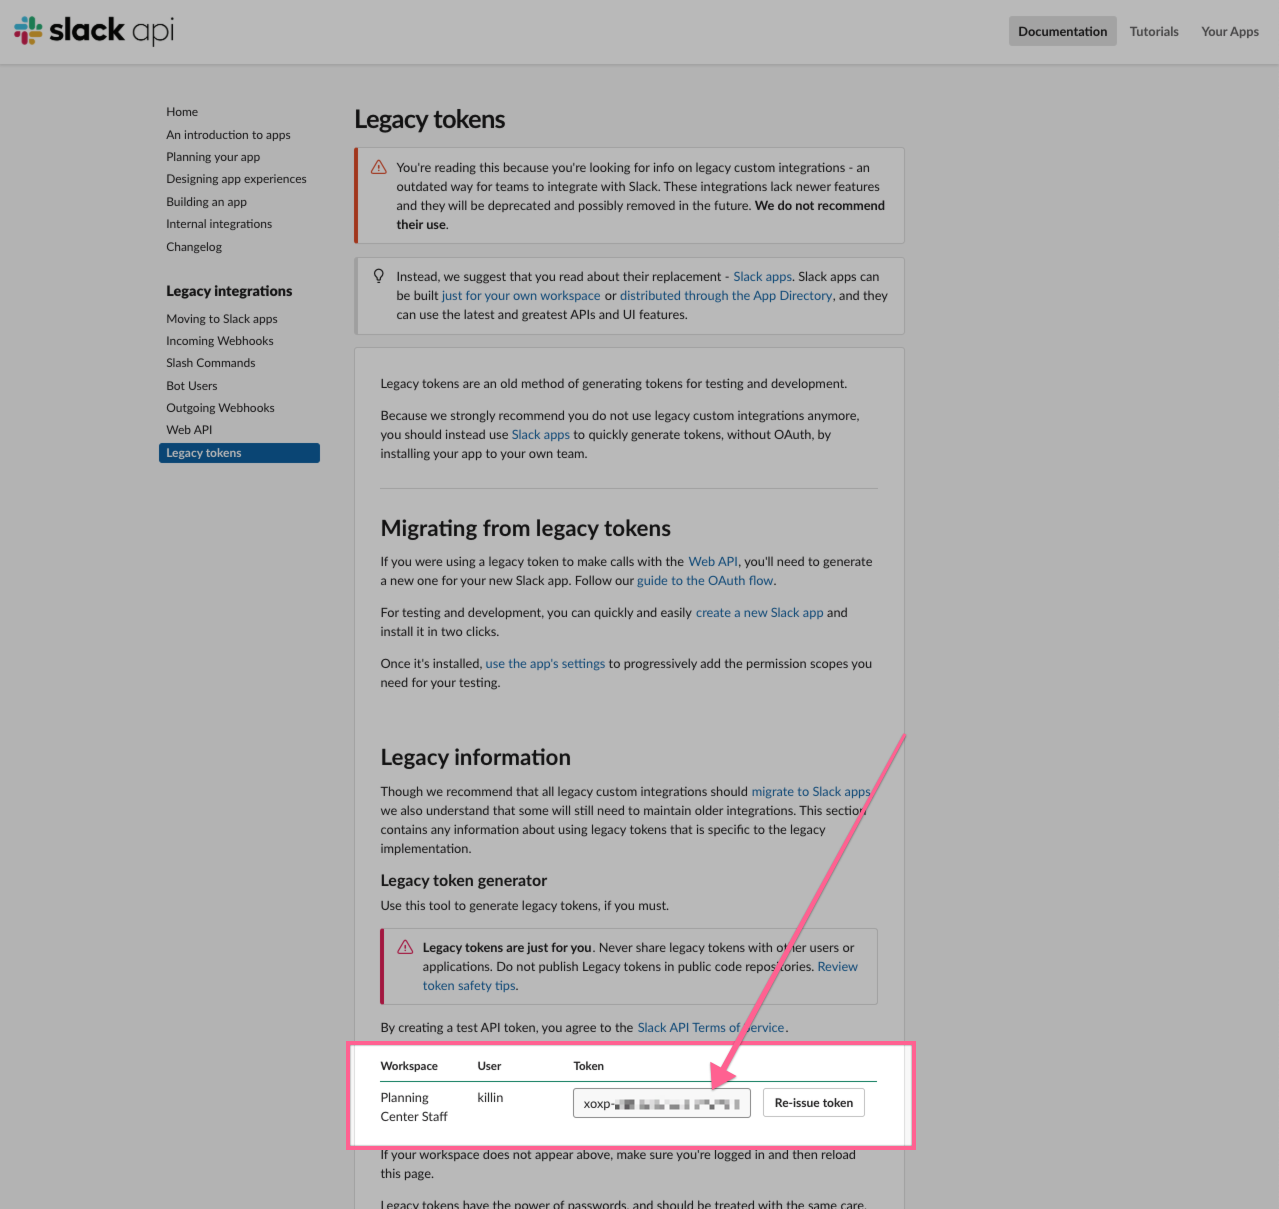 slack api
Documentation
Tutorials
Your Apps
Home
An introduction to apps
Planning your app
Designing app experiences
Building an app
Internal integrations
Changelog
Legacy integrations
Moving to Slack apps
Incoming Webhooks
Slash Commands
Bot Users
Outgoing Webhooks
Web API
Legacy tokens
Legacy tokens
You're reading this because you're looking for info on legacy custom integrations - an
outdated way for teams to integrate with Slack. These integrations lack newer features
and they will be deprecated and possibly removed in the future. We do not recommend
their use.
Instead, we suggest that you read about their replacement - Slack apps. Slack apps can
be built just for your own workspace or distributed through the App Directory, and they
can use the latest and greatest APIs and UI features.
Legacy tokens are an old method of generating tokens for testing and development.
Because we strongly recommend you do not use legacy custom integrations anymore,
you should instead use Slack apps to quickly generate tokens, without OAuth, by
installing your app to your own team.
Migrating from legacy tokens
If you were using a legacy token to make calls with the Web API, you'll need to generate
a new one for your new Slack app. Follow our guide to the OAuth flow.
For testing and development, you can quickly and easily create a new Slack app and
install it in two clicks.
Once it's installed, use the app's settings to progressively add the permission scopes you
need for your testing.
Legacy information
Though we recommend that all legacy custom integrations should migrate to Slack apps
we also understand that some will still need to maintain older integrations. This section
contains any information about using legacy tokens that is specific to the legacy
implementation.
Legacy token generator
Use this tool to generate legacy tokens, if you must.
Legacy tokens are just for you. Never share legacy tokens with other users or
applications. Do not publish Legacy tokens in public code repositories. Review
token safety tips.
By creating a test API token, you agree to the Slack API Terms of Service.
Workspace User Token
Planning killin xoxp- Re-issue token
Center Staff
If your workspace does not appear above, make sure you're logged in and then reload
this page.
Legacy tokens have the power of passwords, and should be treated with the same care.